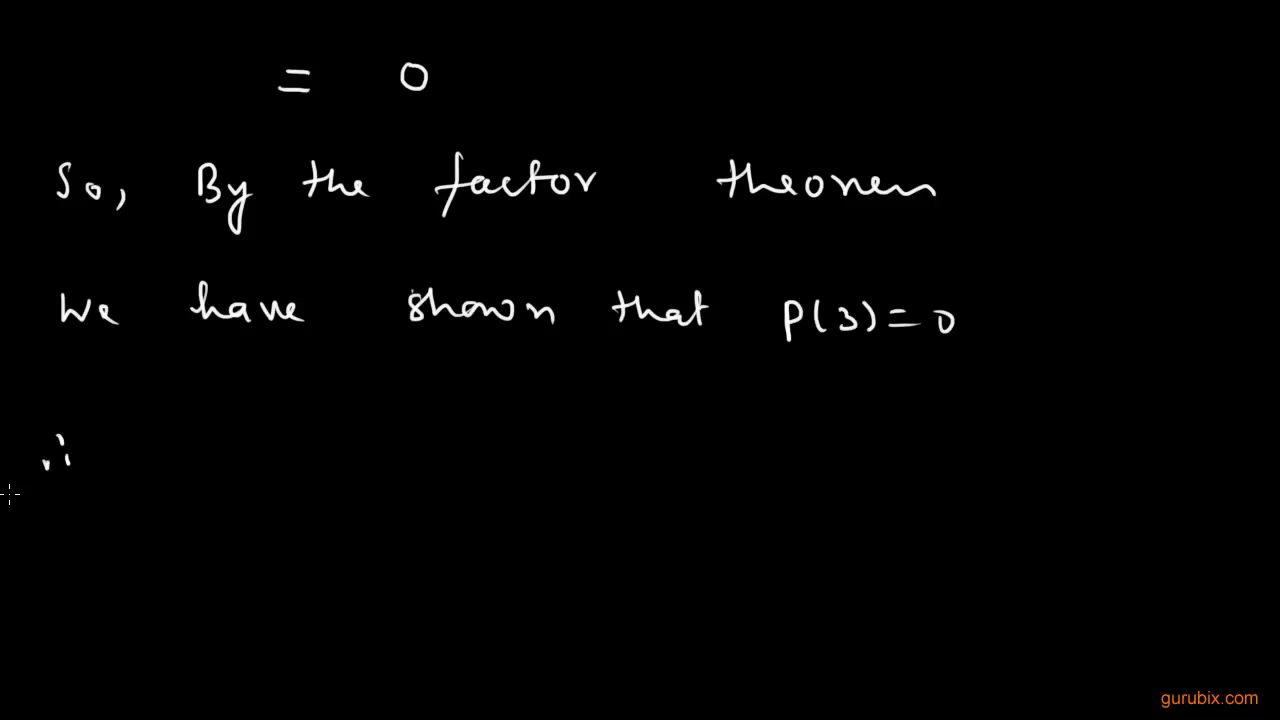 = 0
So, By the factor theorem
We have shown that P(3)=0
∴
gurubix.com